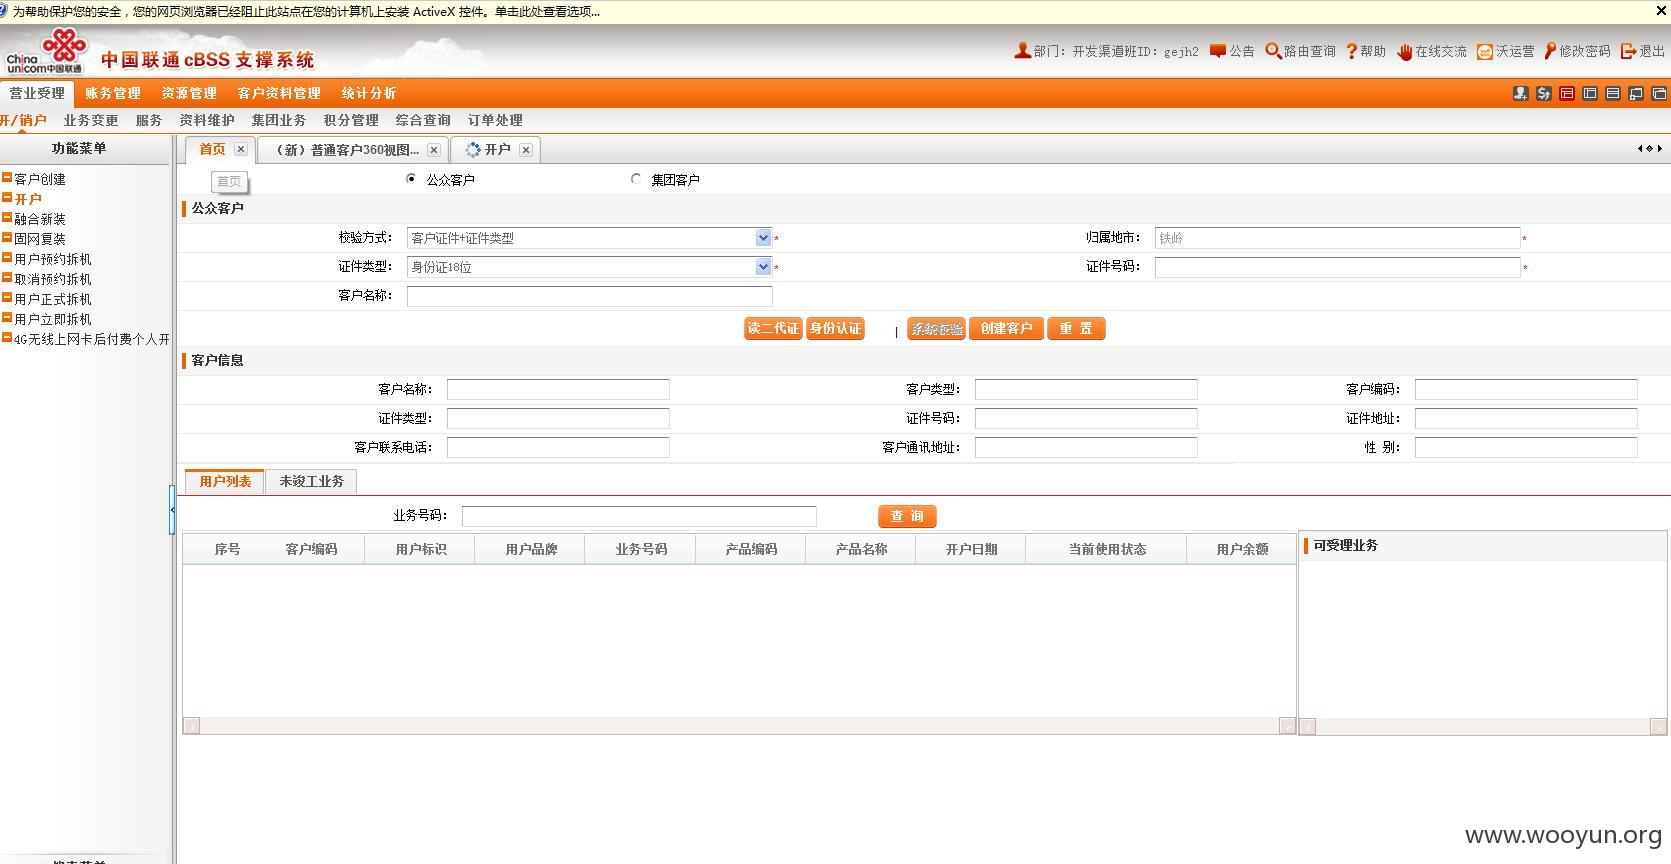 为帮助保护您的安全，您的网页浏览器已经阻止此站点在您的计算机上安装 ActiveX 控件。单击此处查看选项...
China unicom中国联通 中国联通 cBSS 支撑系统
部门：开发渠道班ID：gejh2 公告 路由查询 帮助 在线交流 沃运营 修改密码 退出
营业受理 账务管理 资源管理 客户资料管理 统计分析
开/销户 业务变更 服务 资料维护 集团业务 积分管理 综合查询 订单处理
功能菜单
客户创建
开户
融合新装
固网复装
用户预约拆机
取消预约拆机
用户正式拆机
用户立即拆机
4G无线上网卡后付费个人开
首页 （新）普通客户360视图... 开户
首页 公众客户 集团客户
公众客户
校验方式： 客户证件+证件类型 * 归属地市： 铁岭 *
证件类型： 身份证18位 * 证件号码： *
客户名称：
读二代证 身份认证 | 系统校验 创建客户 重 置
客户信息
客户名称： 客户类型： 客户编码：
证件类型： 证件号码： 证件地址：
客户联系电话： 客户通讯地址： 性 别：
用户列表 未竣工业务
业务号码： 查 询
序号 客户编码 用户标识 用户品牌 业务号码 产品编码 产品名称 开户日期 当前使用状态 用户余额
可受理业务
www.wooyun.org